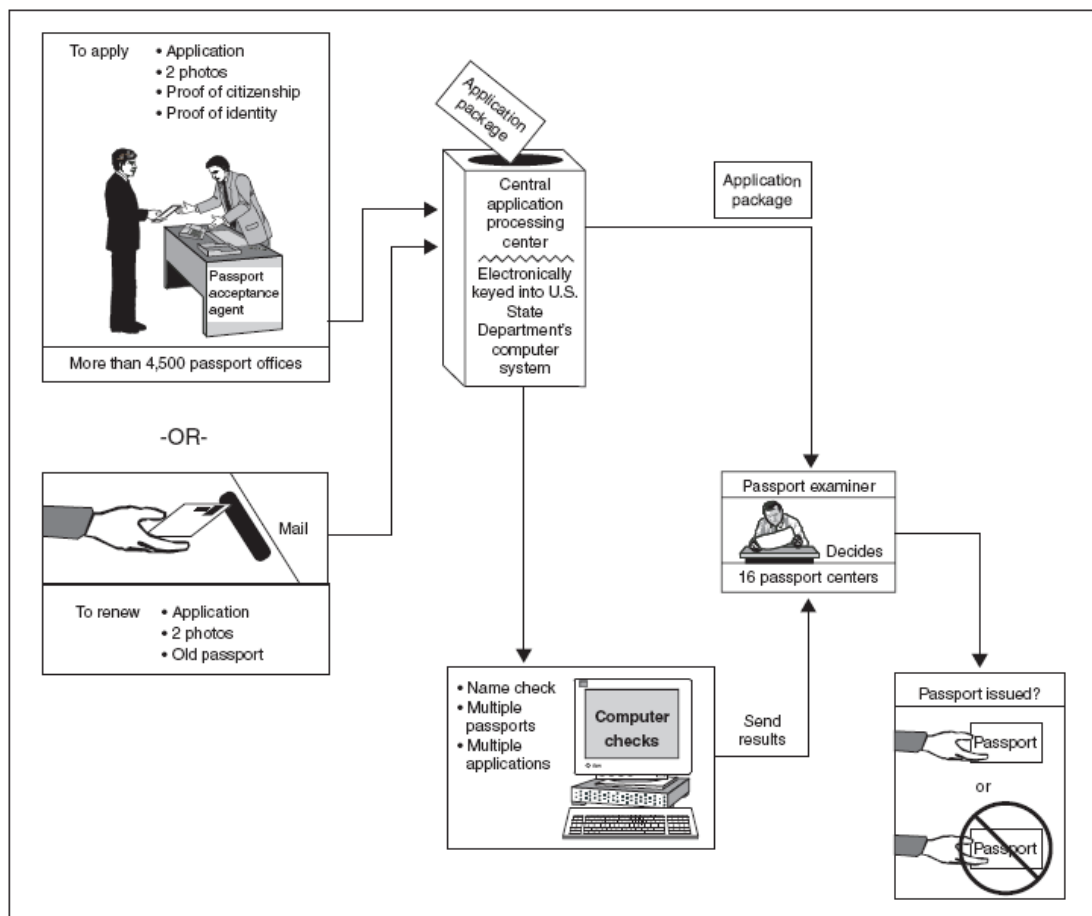 To apply
• Application
• 2 photos
• Proof of citizenship
• Proof of identity
Passport
acceptance
agent
More than 4,500 passport offices
-OR-
Mail
To renew
• Application
• 2 photos
• Old passport
Application
package
Central
application
processing
center
Electronically
keyed into U.S.
State
Department's
computer
system
Application
package
Passport examiner
Decides
16 passport centers
• Name check
• Multiple
passports
• Multiple
applications
Computer
checks
Send
results
Passport issued?
Passport
or
Passport